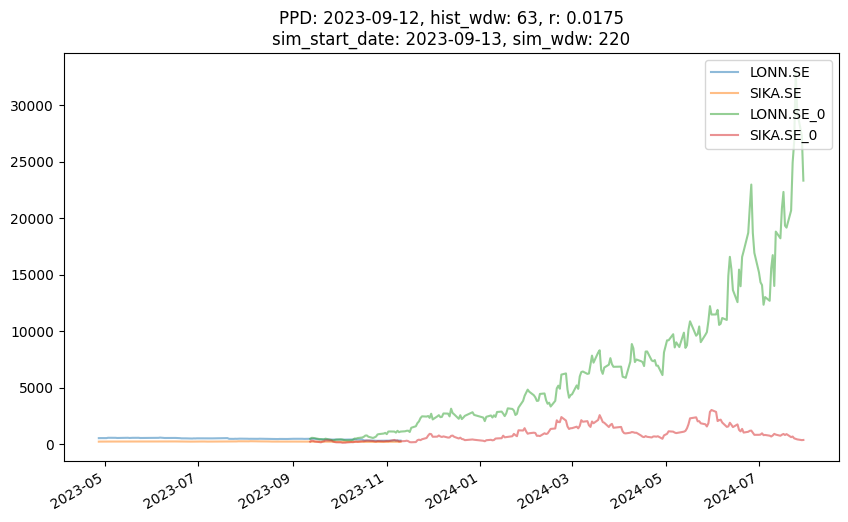 PPD: 2023-09-12, hist_wdw: 63, r: 0.0175
sim_start_date: 2023-09-13, sim_wdw: 220
LONN.SE
SIKA.SE
LONN.SE_0
SIKA.SE_0
30000
25000
20000
15000
10000
5000
0
2023-05
2023-07
2023-09
2023-11
2024-01
2024-03
2024-05
2024-07